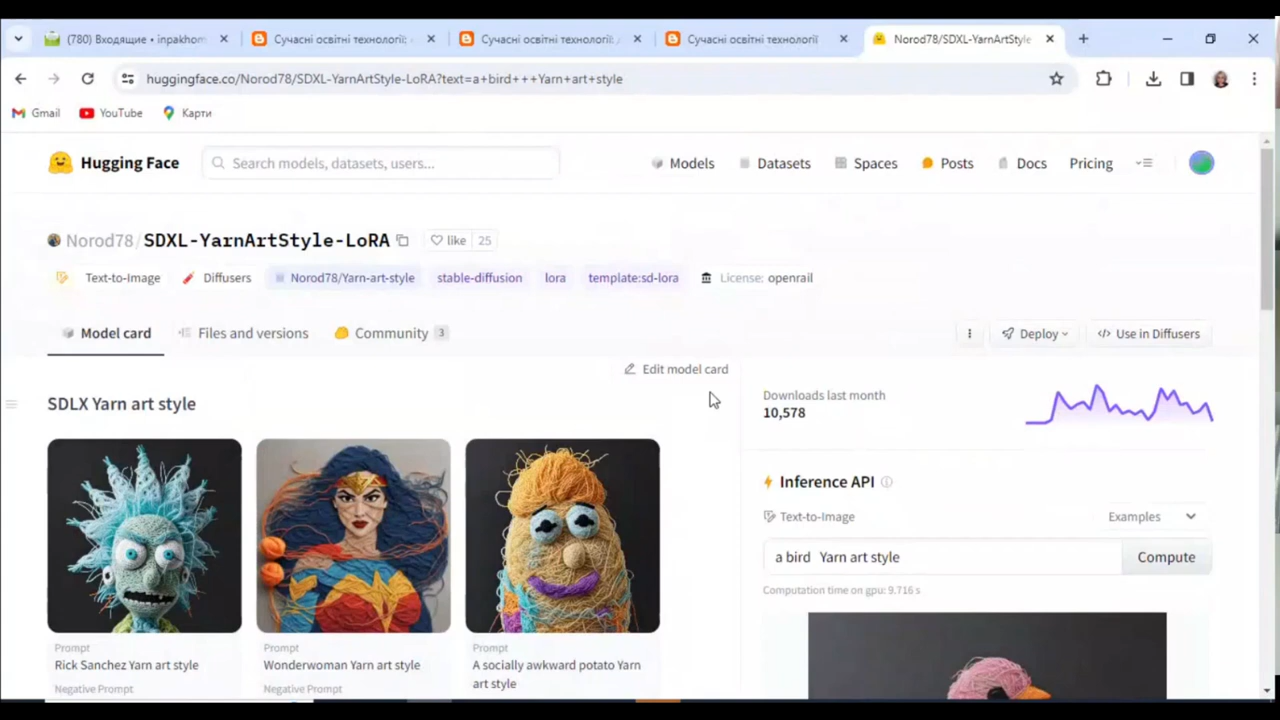 (780) Входящие • inpakhom
Сучасні освітні технології: 
Сучасні освітні технології: 
Сучасні освітні технології
Norod78/SDXL-YarnArtStyle
huggingface.co/Norod78/SDXL-YarnArtStyle-LoRA?text=a+bird+++Yarn+art+style
Gmail
YouTube
Карти
Hugging Face
Search models, datasets, users...
Models
Datasets
Spaces
Posts
Docs
Pricing
Norod78/SDXL-YarnArtStyle-LoRA
like 25
Text-to-Image
Diffusers
Norod78/Yarn-art-style
stable-diffusion
lora
template:sd-lora
License: openrail
Model card
Files and versions
Community 3
Deploy
</> Use in Diffusers
Edit model card
SDLX Yarn art style
Downloads last month
10,578
Inference API
Text-to-Image
Examples
a bird Yarn art style
Compute
Computation time on gpu: 9.716 s
Prompt
Rick Sanchez Yarn art style
Negative Prompt
Prompt
Wonderwoman Yarn art style
Negative Prompt
Prompt
A socially awkward potato Yarn
art style